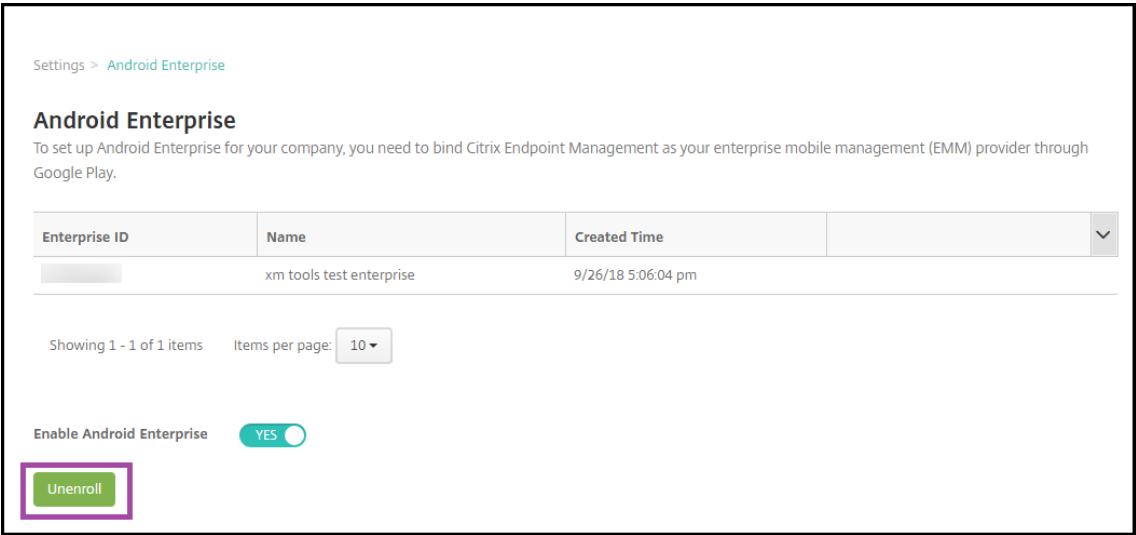 Settings > Android Enterprise
Android Enterprise
To set up Android Enterprise for your company, you need to bind Citrix Endpoint Management as your enterprise mobile management (EMM) provider through
Google Play.
Enterprise ID Name Created Time
xm tools test enterprise 9/26/18 5:06:04 pm
Showing 1 - 1 of 1 items Items per page: 10
Enable Android Enterprise YES
Unenroll